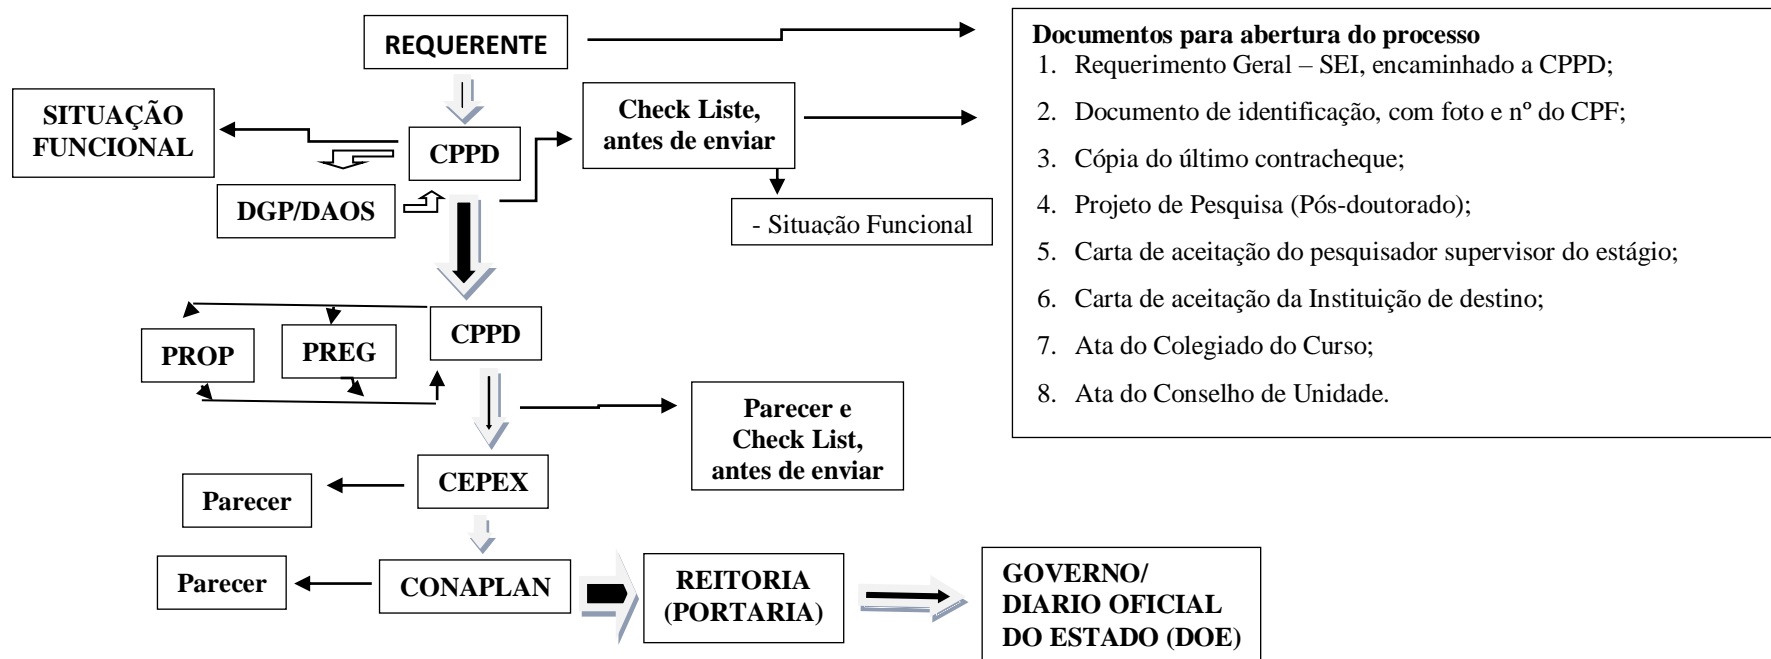 REQUERENTE
Documentos para abertura do processo
1. Requerimento Geral – SEI, encaminhado a CPPD;
2. Documento de identificação, com foto e nº do CPF;
3. Cópia do último contracheque;
4. Projeto de Pesquisa (Pós-doutorado);
5. Carta de aceitação do pesquisador supervisor do estágio;
6. Carta de aceitação da Instituição de destino;
7. Ata do Colegiado do Curso;
8. Ata do Conselho de Unidade.
SITUAÇÃO
FUNCIONAL
CPPD
Check Liste,
antes de enviar
DGP/DAOS
- Situação Funcional
PROP
PREG
CPPD
Parecer e
Check List,
antes de enviar
CEPEX
Parecer
Parecer
CONAPLAN
REITORIA
(PORTARIA)
GOVERNO/
DIARIO OFICIAL
DO ESTADO (DOE)